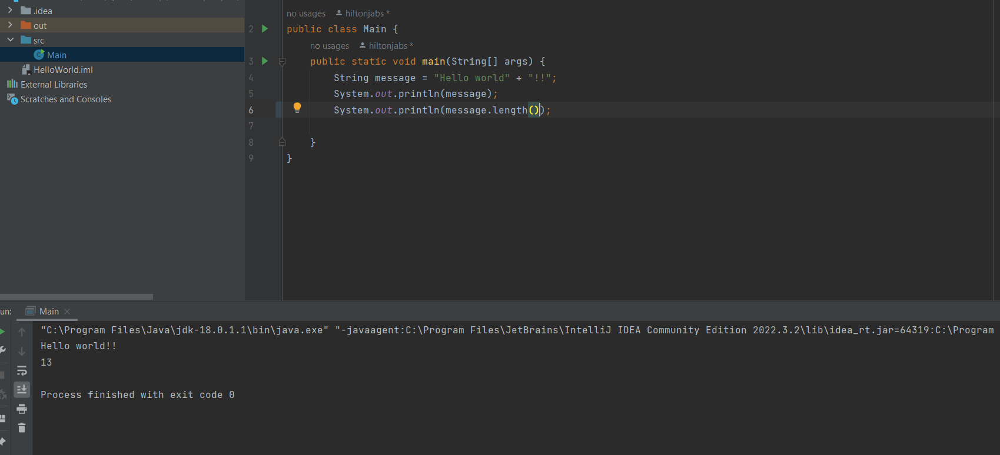 .idea
out
src
Main
HelloWorld.iml
External Libraries
Scratches and Consoles
no usages hiltonjabs *
2 public class Main {
no usages hiltonjabs *
3 public static void main(String[] args) {
4 String message = "Hello world" + "!!";
5 System.out.println(message);
6 System.out.println(message.length());
7
8 }
9 }
un: Main
"C:\Program Files\Java\jdk-18.0.1.1\bin\java.exe" "-javaagent:C:\Program Files\JetBrains\IntelliJ IDEA Community Edition 2022.3.2\lib\idea_rt.jar=64319:C:\Program
Hello world!!
13
Process finished with exit code 0